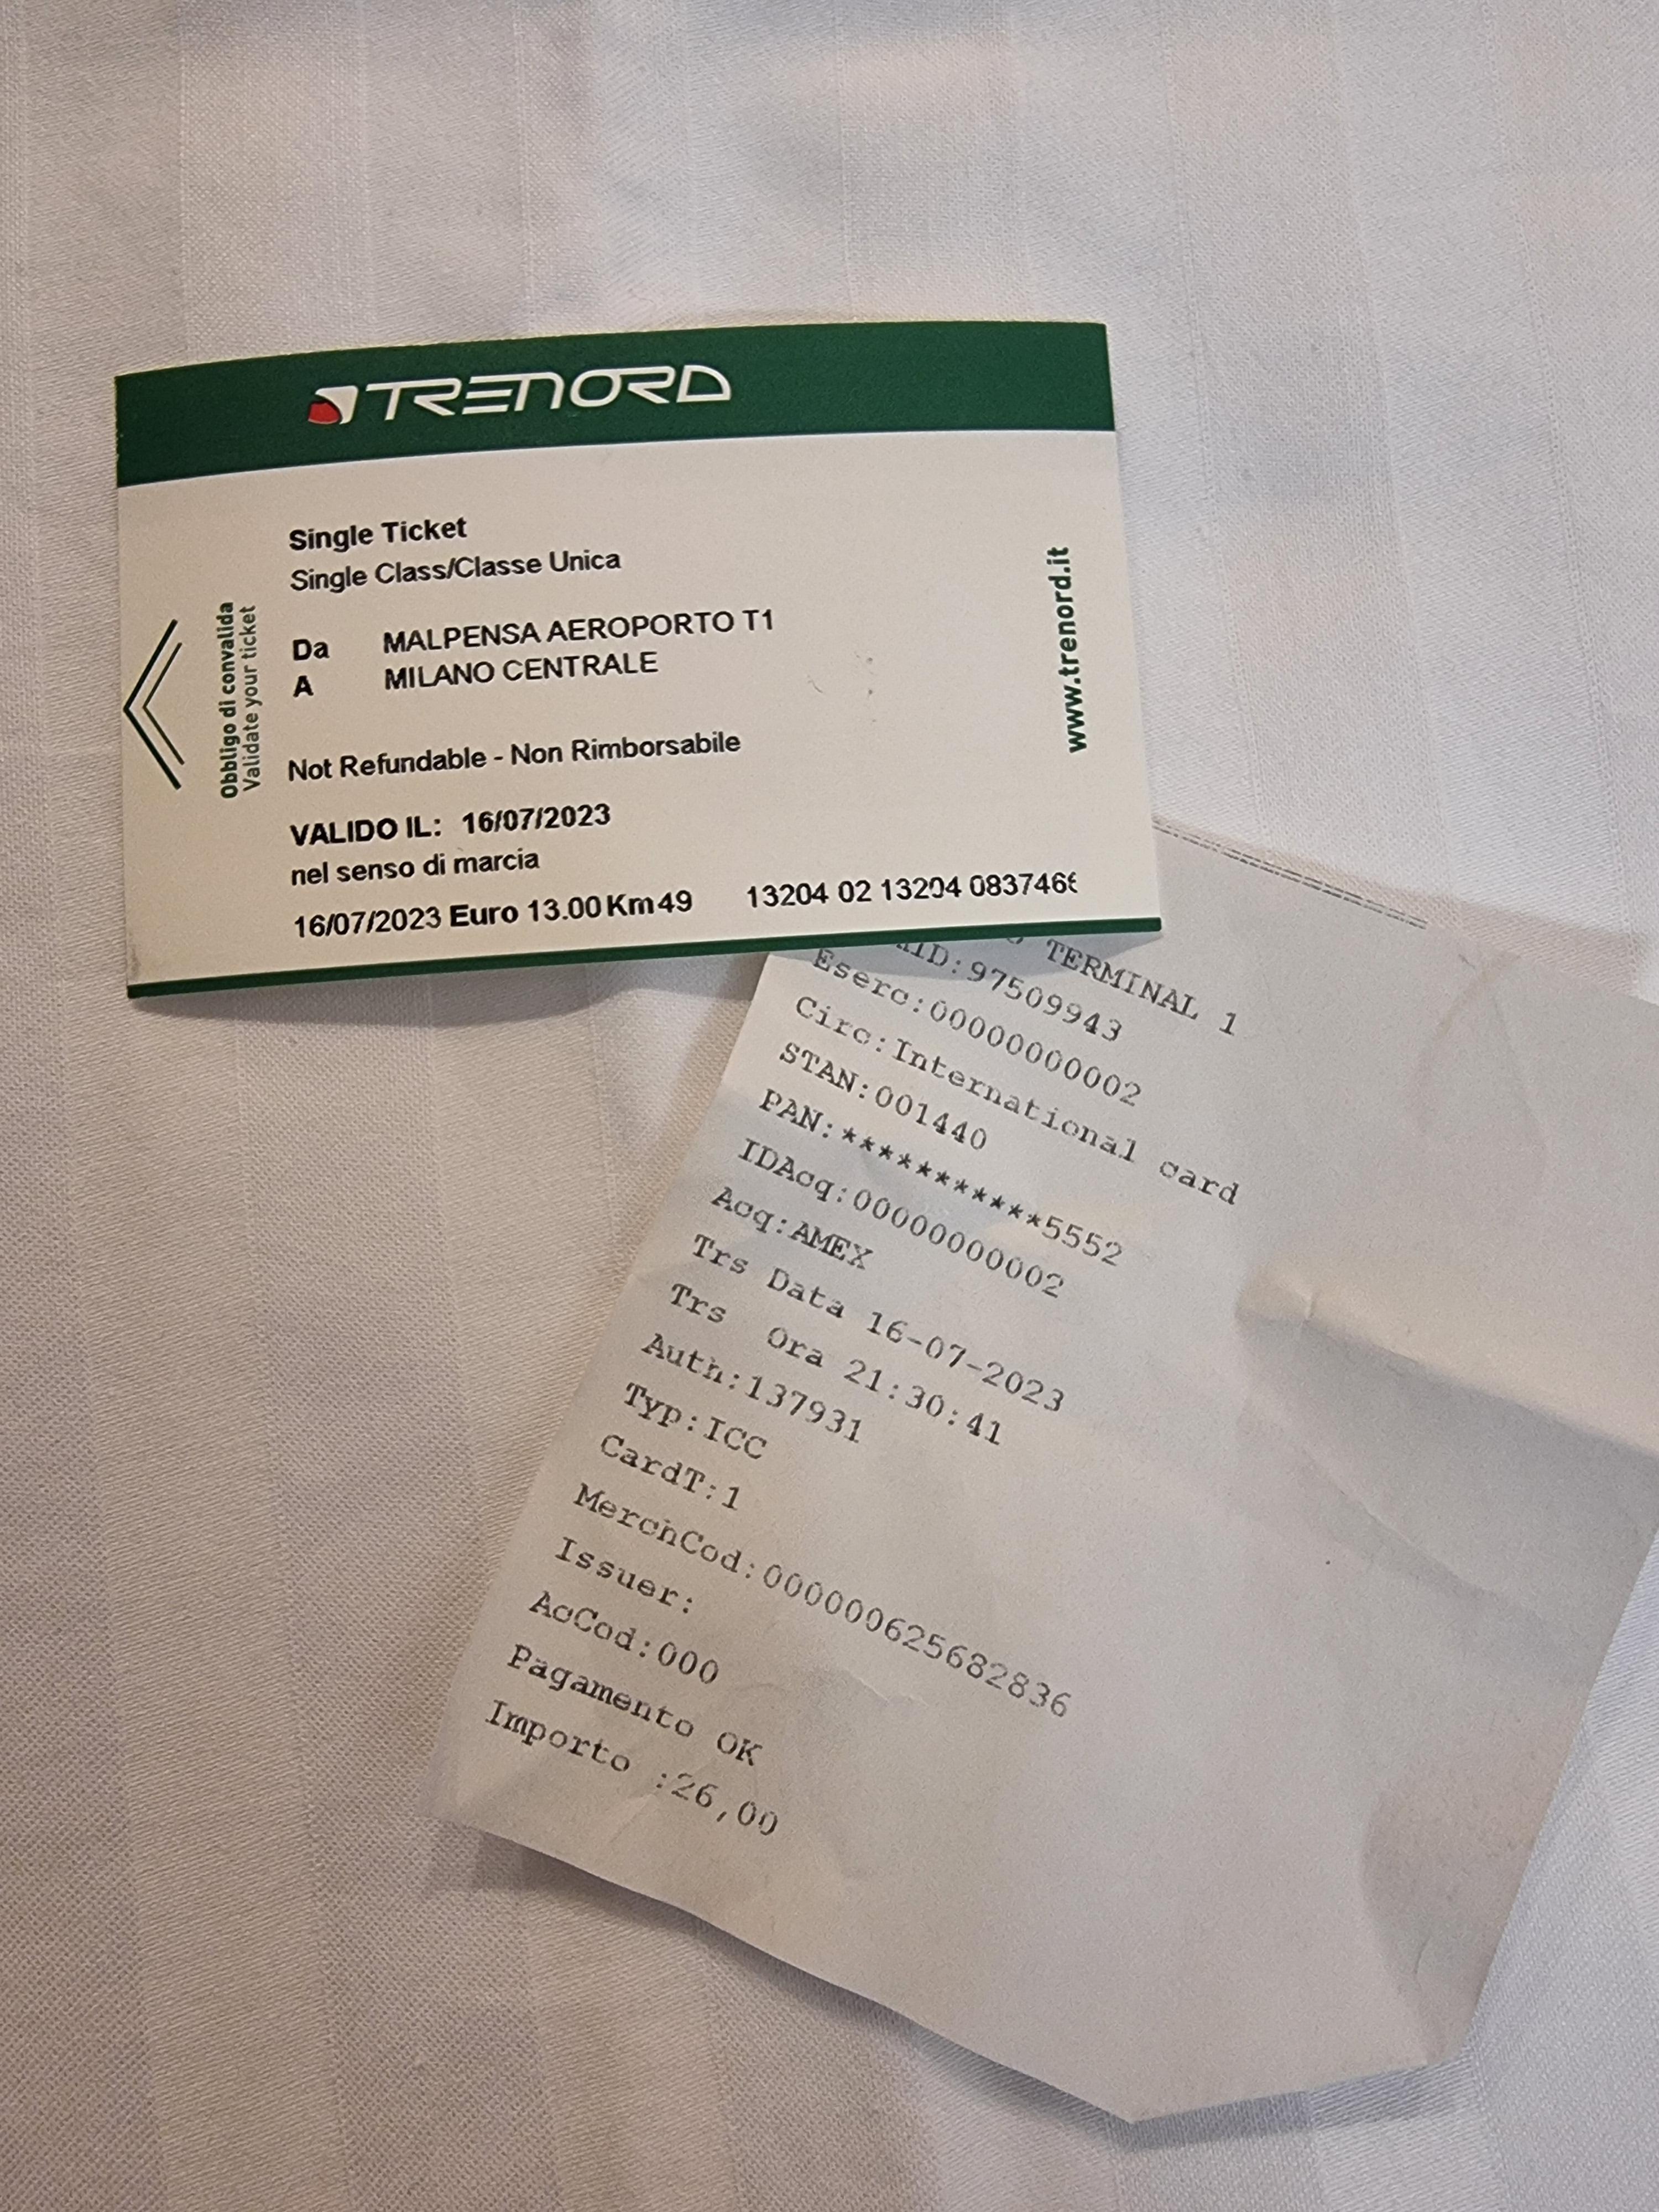 TRENORD
Single Ticket
Single Class/Classe Unica
Da MALPENSA AEROPORTO T1
A MILANO CENTRALE
Not Refundable - Non Rimborsabile
VALIDO IL: 16/07/2023
nel senso di marcia
16/07/2023 Euro 13.00 Km 49 13204 02 13204
Obbligo di convalida
Validate your ticket
www.trenord.it
TERMINAL 1
97509943
Eserc:00000000002
Circ:International card
STAN:001440
PAN:***********5552
IDAcq:00000000002
Acq:AMEX
Trs Data 16-07-2023
Trs Ora 21:30:41
Auth:137931
Typ:ICC
CardT:1
MerchCod:000000625682836
Issuer:
AcCod:000
Pagamento OK
Importo :26,00